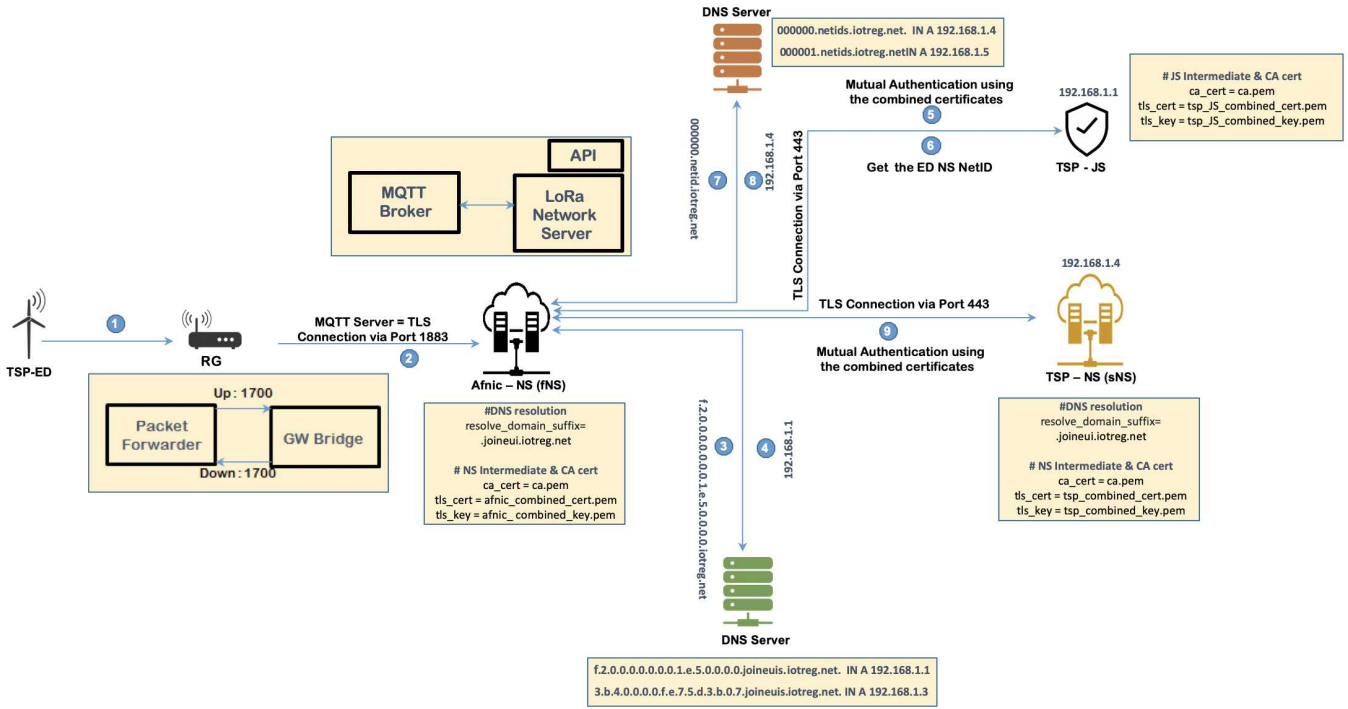 DNS Server
000000.netids.iotreg.net. IN A 192.168.1.4
000001.netids.iotreg.netIN A 192.168.1.5
Mutual Authentication using
the combined certificates
5
6
Get the ED NS NetID
192.168.1.1
TSP - JS
# JS Intermediate & CA cert
ca_cert = ca.pem
tls_cert = tsp_JS_combined_cert.pem
tls_key = tsp_JS_combined_key.pem
API
MQTT
Broker
LoRa
Network
Server
000000.netid.iotreg.net
7
8
192.168.1.4
TLS Connection via Port 443
TSP-ED
1
RG
MQTT Server = TLS
Connection via Port 1883
2
Afnic – NS (fNS)
TLS Connection via Port 443
9
Mutual Authentication using
the combined certificates
192.168.1.4
TSP – NS (sNS)
Up : 1700
Packet
Forwarder
GW Bridge
Down : 1700
#DNS resolution
resolve_domain_suffix=
.joineui.iotreg.net
# NS Intermediate & CA cert
ca_cert = ca.pem
tls_cert = afnic_combined_cert.pem
tls_key = afnic_ combined_key.pem
f.2.0.0.0.0.0.0.0.1.e.5.0.0.0.0.iotreg.net
3
4
192.168.1.1
#DNS resolution
resolve_domain_suffix=
.joineui.iotreg.net
# NS Intermediate & CA cert
ca_cert = ca.pem
tls_cert = tsp_combined_cert.pem
tls_key = tsp_combined_key.pem
DNS Server
f.2.0.0.0.0.0.0.0.1.e.5.0.0.0.0.joineuis.iotreg.net. IN A 192.168.1.1
3.b.4.0.0.0.0.f.e.7.5.d.3.b.0.7.joineuis.iotreg.net. IN A 192.168.1.3